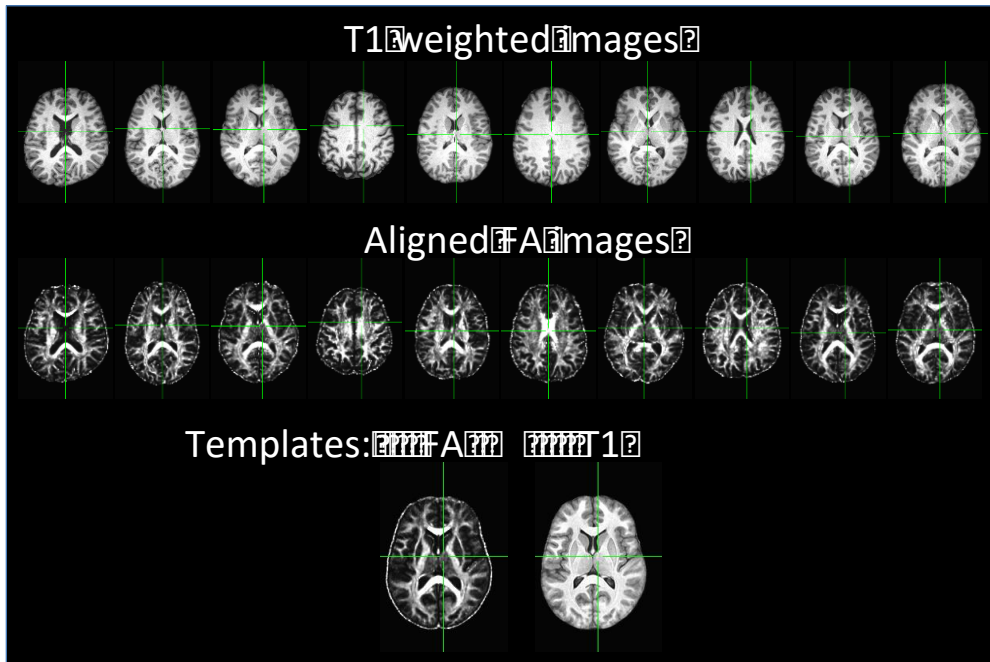 T1⍰weighted⍰images⍰
Aligned⍰FA⍰images⍰
Templates:⍰⍰⍰⍰⍰FA⍰⍰⍰ ⍰⍰⍰⍰⍰T1⍰